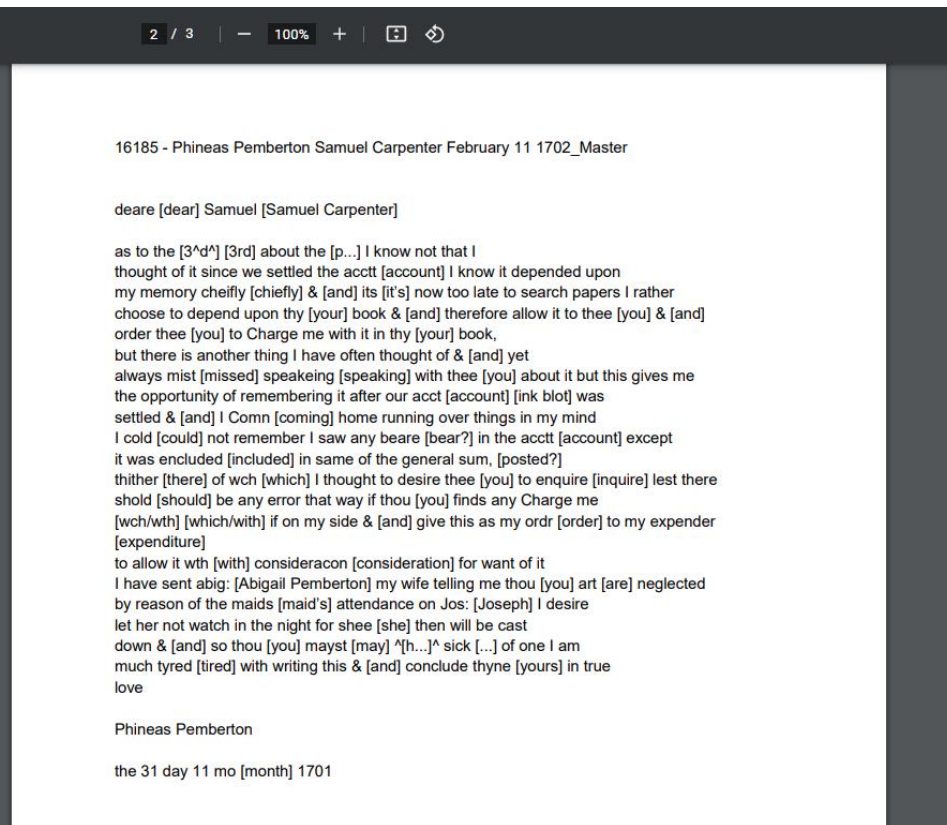 2 / 3 | — 100% + |
16185 - Phineas Pemberton Samuel Carpenter February 11 1702_Master
deare [dear] Samuel [Samuel Carpenter]
as to the [3^d^] [3rd] about the [p...] I know not that I
thought of it since we settled the acctt [account] I know it depended upon
my memory cheifly [chiefly] & [and] its [it's] now too late to search papers I rather
choose to depend upon thy [your] book & [and] therefore allow it to thee [you] & [and]
order thee [you] to Charge me with it in thy [your] book,
but there is another thing I have often thought of & [and] yet
always mist [missed] speakeing [speaking] with thee [you] about it but this gives me
the opportunity of remembering it after our acct [account] [ink blot] was
settled & [and] I Comn [coming] home running over things in my mind
I cold [could] not remember I saw any beare [bear?] in the acctt [account] except
it was encluded [included] in same of the general sum, [posted?]
thither [there] of wch [which] I thought to desire thee [you] to enquire [inquire] lest there
shold [should] be any error that way if thou [you] finds any Charge me
[wch/wth] [which/with] if on my side & [and] give this as my ordr [order] to my expender
[expenditure]
to allow it wth [with] consideracon [consideration] for want of it
I have sent abig: [Abigail Pemberton] my wife telling me thou [you] art [are] neglected
by reason of the maids [maid's] attendance on Jos: [Joseph] I desire
let her not watch in the night for shee [she] then will be cast
down & [and] so thou [you] mayst [may] ^[h...]^ sick [...] of one I am
much tyred [tired] with writing this & [and] conclude thyne [yours] in true
love
Phineas Pemberton
the 31 day 11 mo [month] 1701